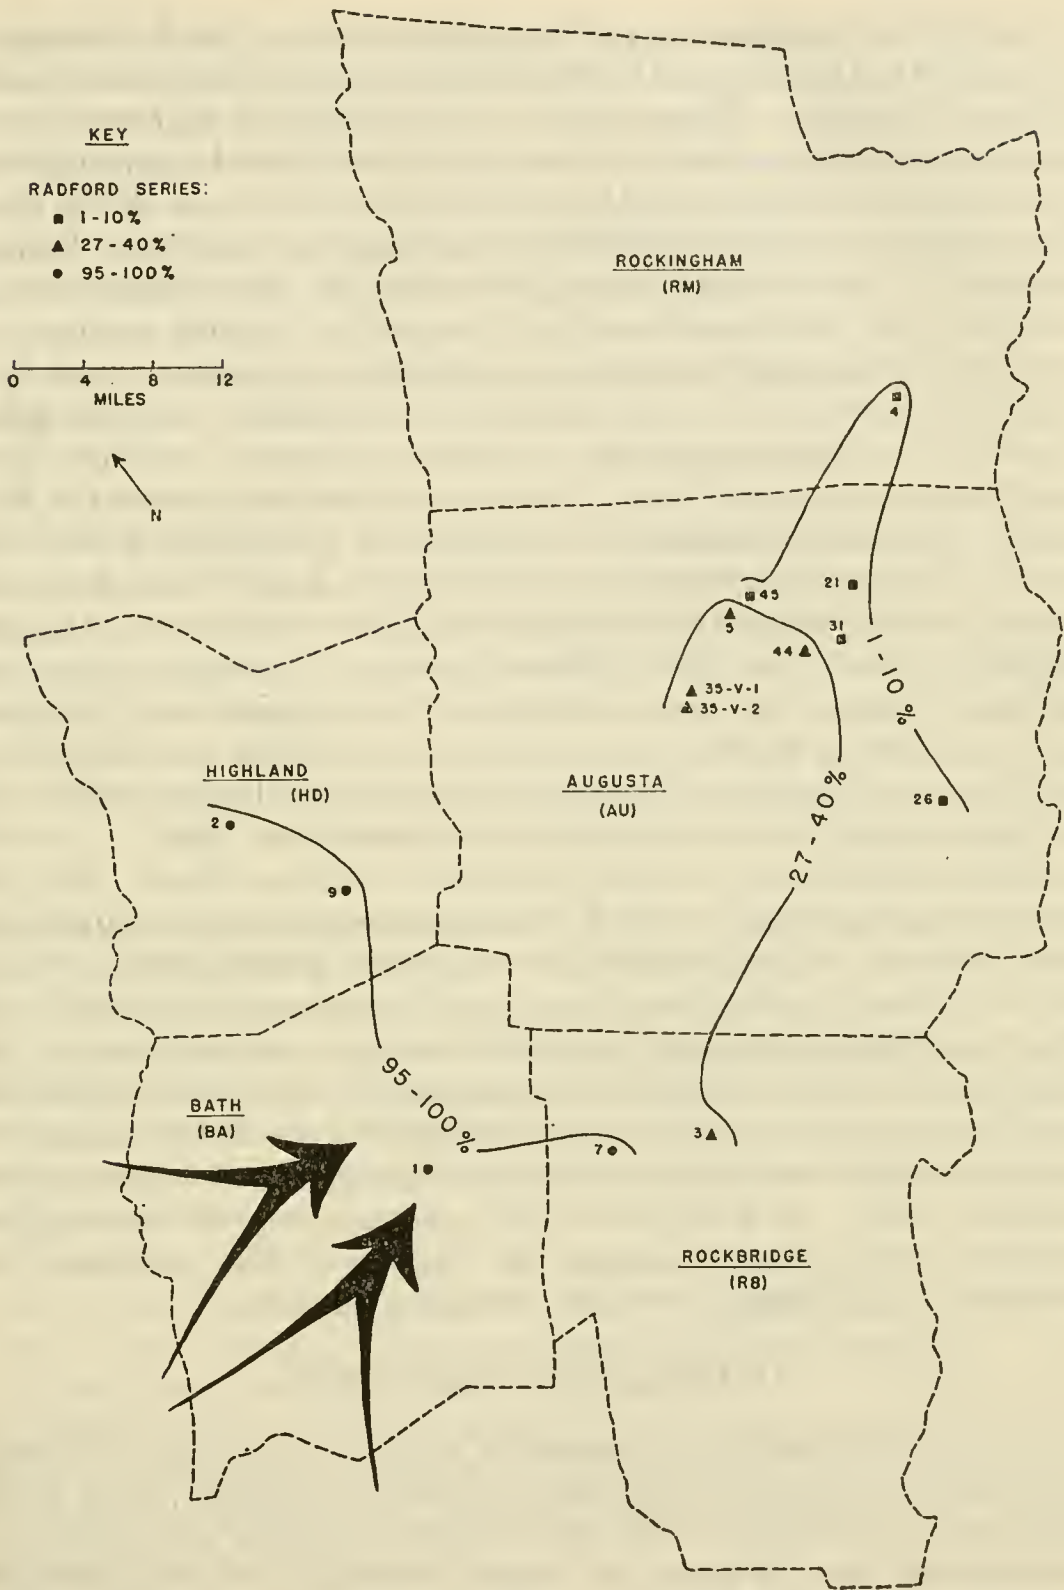 KEY
RADFORD SERIES:
1-10%
27-40%
95-100%
0 4 8 12
MILES
N
ROCKINGHAM
(RM)
4
45
21
5
31
44
35-V-1
35-V-2
1-10%
HIGHLAND
(HD)
AUGUSTA
(AU)
2
26
27-40%
9
95-100%
BATH
(BA)
3
7
1
ROCKBRIDGE
(RB)